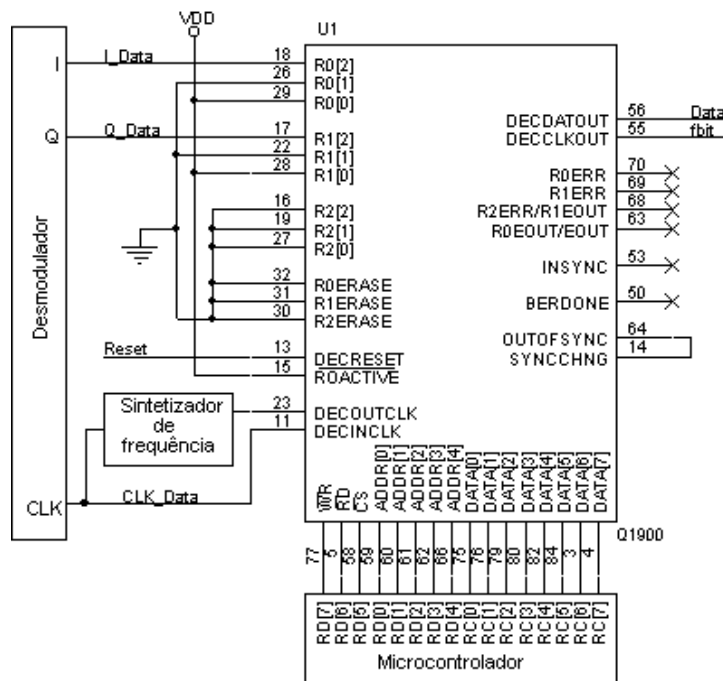 VDD
U1
I
I_Data
18
R0[2]
26
R0[1]
29
R0[0]
Q
Q_Data
17
R1[2]
22
R1[1]
28
R1[0]
16
R2[2]
19
R2[1]
27
R2[0]
32
R0ERASE
31
R1ERASE
30
R2ERASE
Reset
13
DECRESET
15
ROACTIVE
23
DECOUTCLK
11
DECINCLK
Desmodulador
Sintetizador
de
frequência
CLK
CLK_Data
DECDATOUT
56
Data
DECCLKOUT
55
fbit
R0ERR
70
R1ERR
69
R2ERR/R1EOUT
68
R0EOUT/EOUT
63
INSYNC
53
BERDONE
50
OUTOFSYNC
64
SYNCCHNG
14
WR
RD
CS
ADDR[0]
ADDR[1]
ADDR[2]
ADDR[3]
ADDR[4]
DATA[0]
DATA[1]
DATA[2]
DATA[3]
DATA[4]
DATA[5]
DATA[6]
DATA[7]
Q1900
77
5
58
59
60
61
62
66
75
76
79
80
82
84
3
4
RD[7]
RD[6]
RD[5]
RD[0]
RD[1]
RD[2]
RD[3]
RD[4]
RC[0]
RC[1]
RC[2]
RC[3]
RC[4]
RC[5]
RC[6]
RC[7]
Microcontrolador